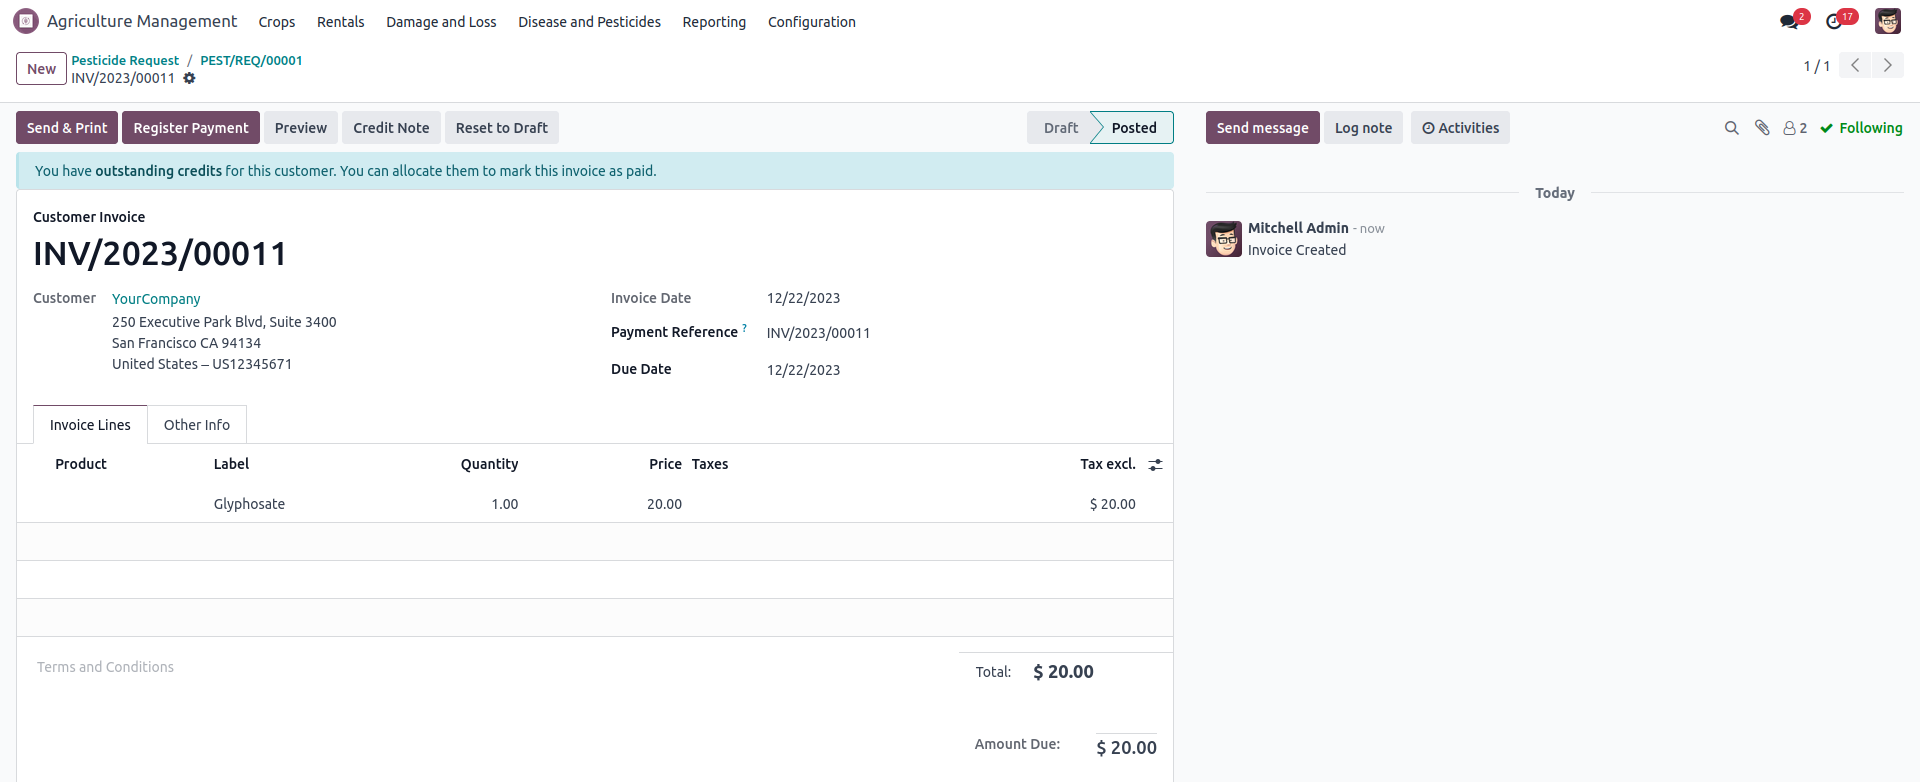 Agriculture Management Crops Rentals Damage and Loss Disease and Pesticides Reporting Configuration 2 17
New Pesticide Request / PEST/REQ/00001
INV/2023/00011
1 / 1
Send & Print Register Payment Preview Credit Note Reset to Draft Draft Posted Send message Log note Activities 2 Following
You have outstanding credits for this customer. You can allocate them to mark this invoice as paid.
Today
Mitchell Admin - now
Invoice Created
Customer Invoice
INV/2023/00011
Customer YourCompany
250 Executive Park Blvd, Suite 3400
San Francisco CA 94134
United States – US12345671
Invoice Date 12/22/2023
Payment Reference ? INV/2023/00011
Due Date 12/22/2023
Invoice Lines Other Info
Product Label Quantity Price Taxes Tax excl.
Glyphosate 1.00 20.00 $ 20.00
Terms and Conditions
Total: $ 20.00
Amount Due: $ 20.00